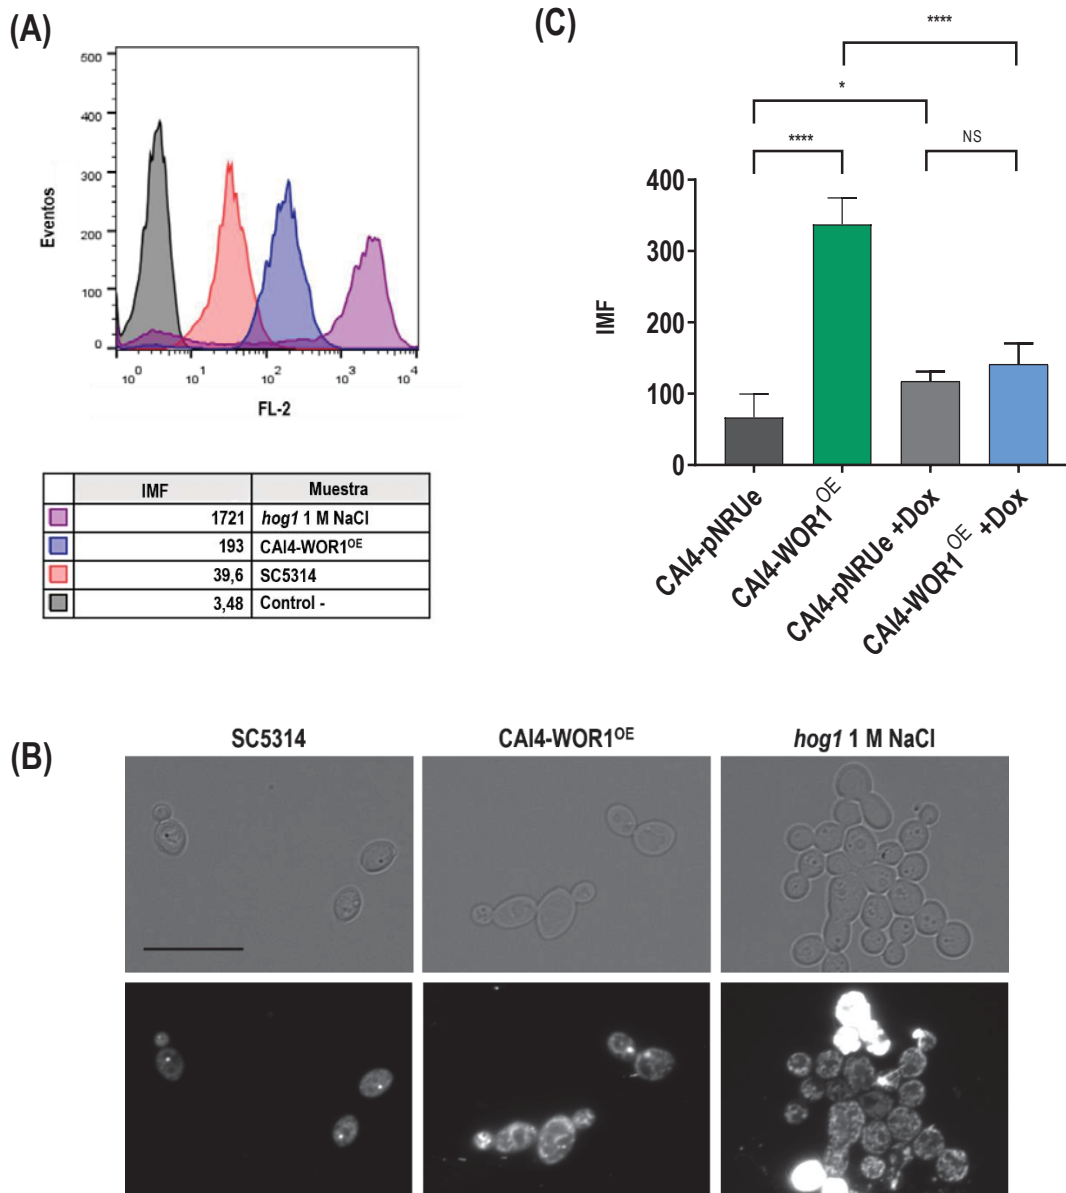 (A)
500
400
300
200
100
0
Eventos
10^0 10^1 10^2 10^3 10^4
FL-2
IMF Muestra
1721 hog1 1 M NaCl
193 CAI4-WOR1^OE
39,6 SC5314
3,48 Control -
(C)
****
*
**** NS
400
300
200
100
0
IMF
CAI4-pNRUe
CAI4-WOR1^OE
CAI4-pNRUe +Dox
CAI4-WOR1^OE +Dox
(B)
SC5314 CAI4-WOR1^OE hog1 1 M NaCl